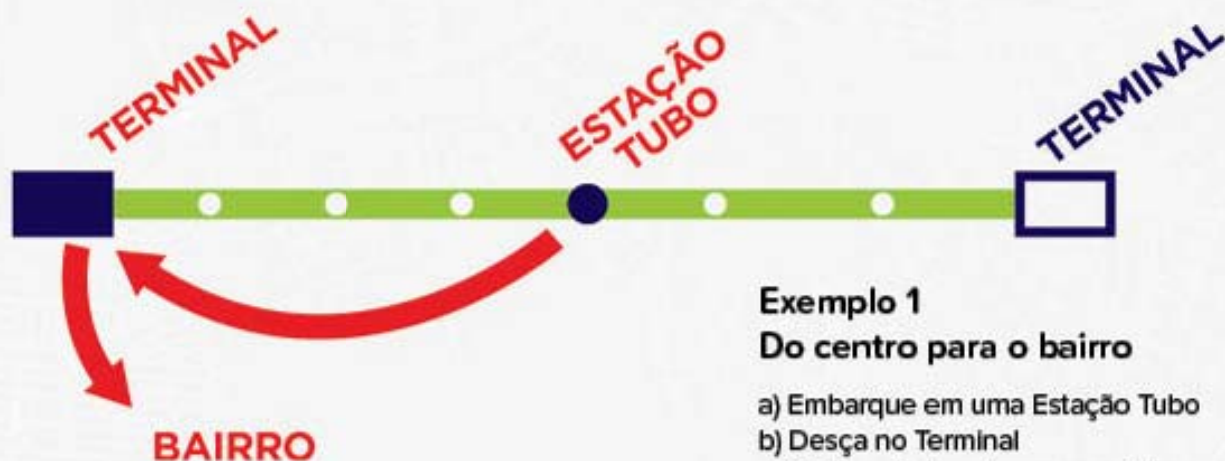 TERMINAL
ESTAÇÃO
TUBO
TERMINAL
BAIRRO
Exemplo 1
Do centro para o bairro
a) Embarque em uma Estação Tubo
b) Desça no Terminal